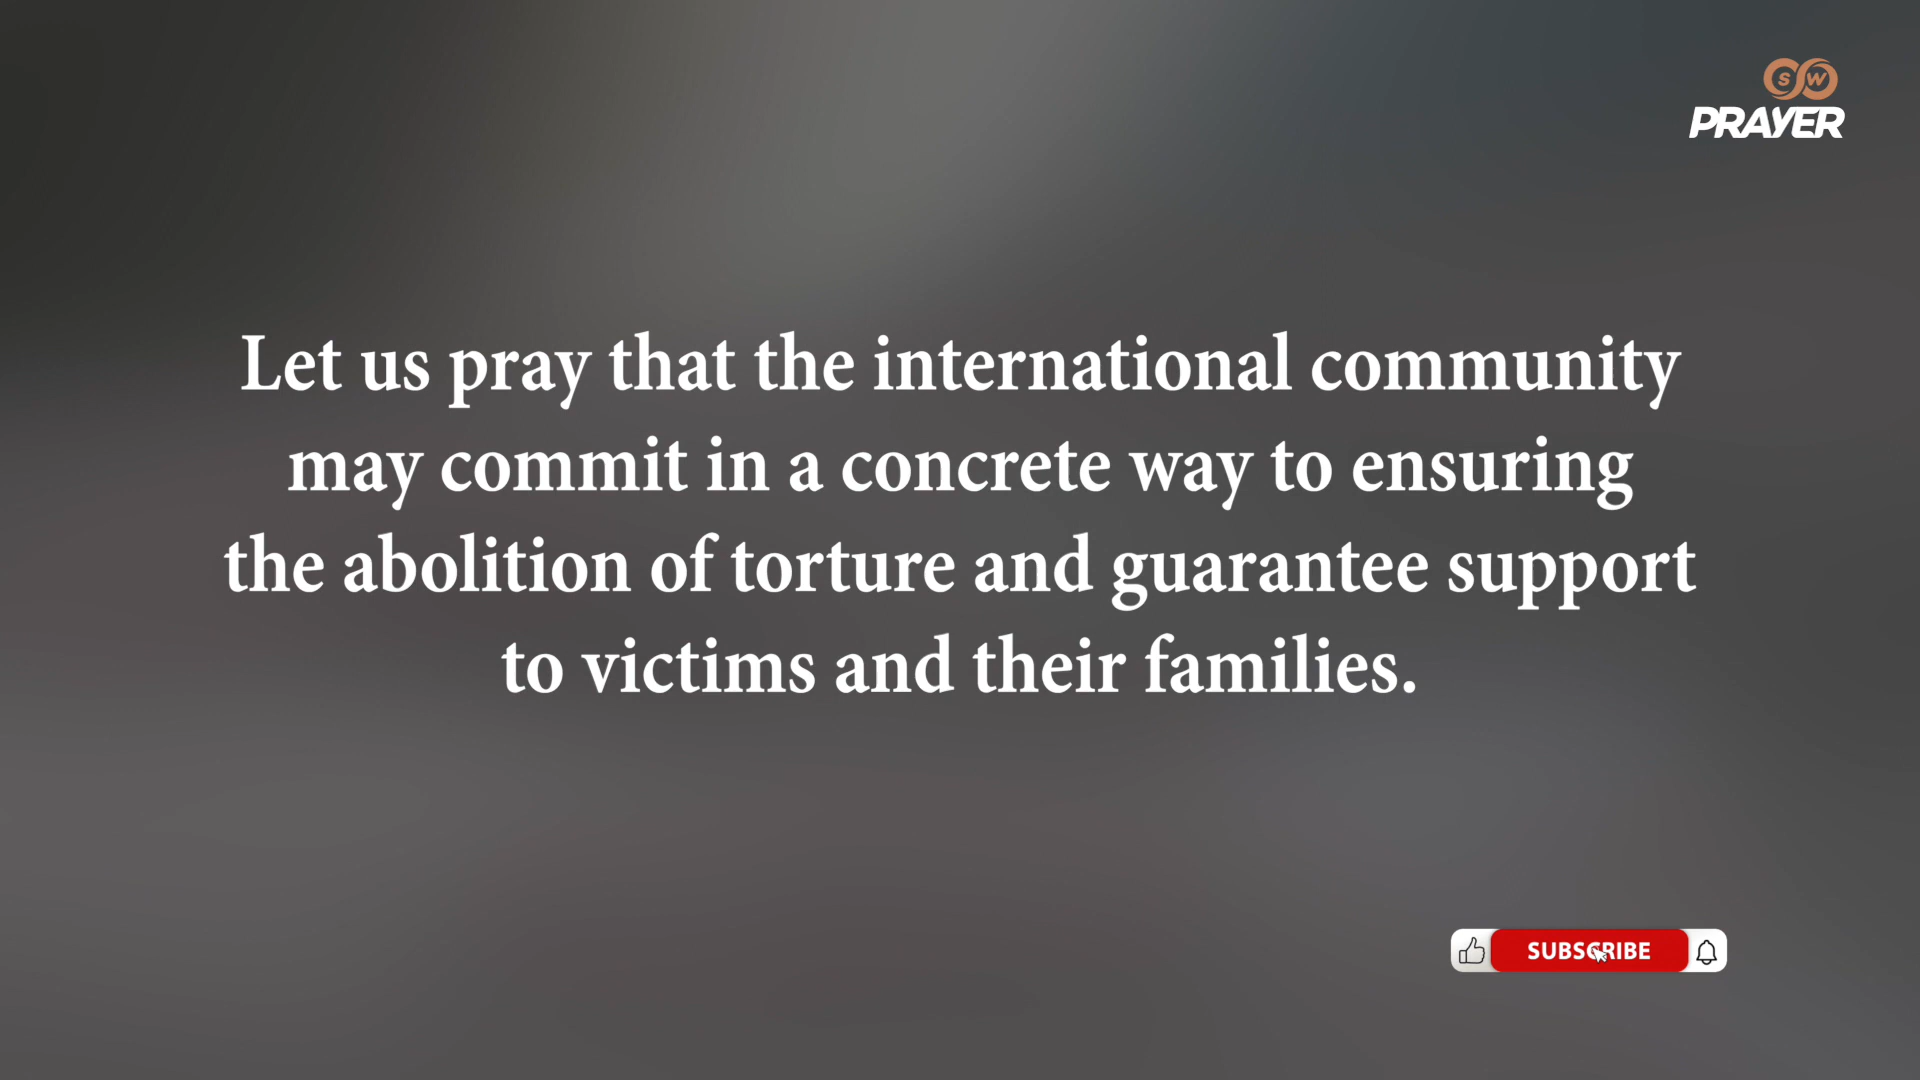 SW
PRAYER
Let us pray that the international community
may commit in a concrete way to ensuring
the abolition of torture and guarantee support
to victims and their families.
SUBSCRIBE